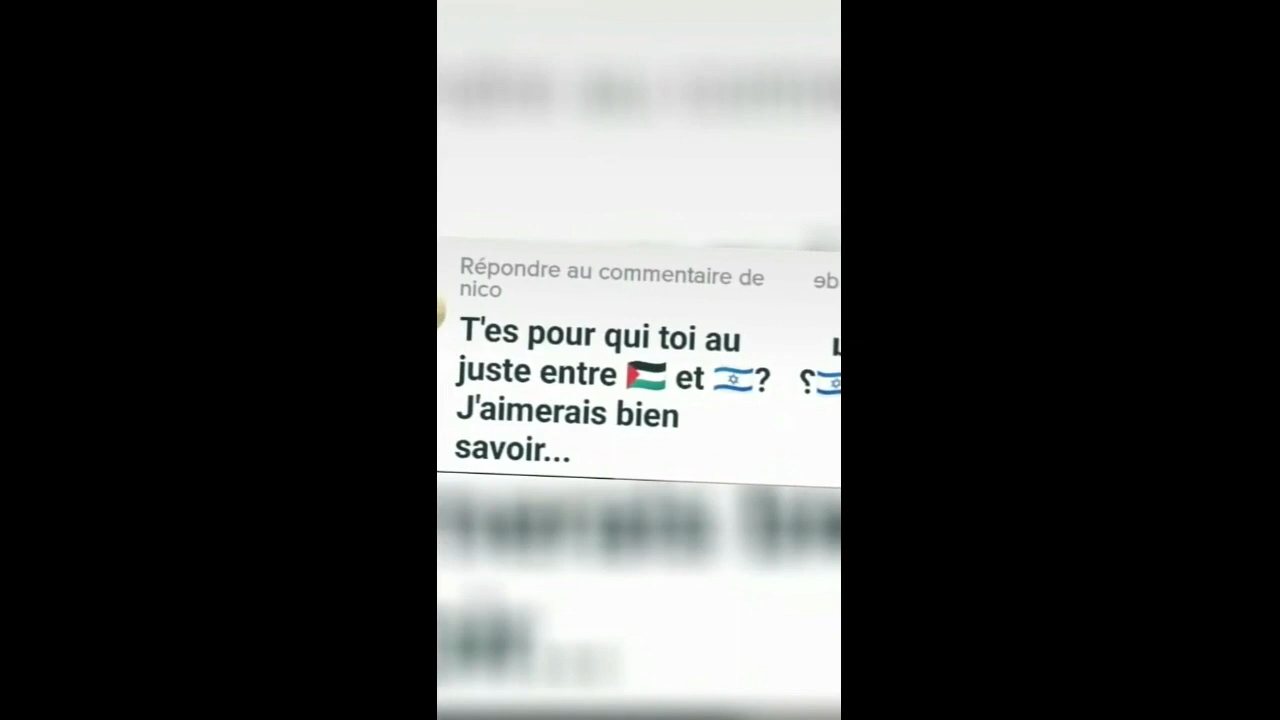 Répondre au commentaire de
nico
T'es pour qui toi au
juste entre 🇵🇸 et 🇮🇱?
J'aimerais bien
savoir...